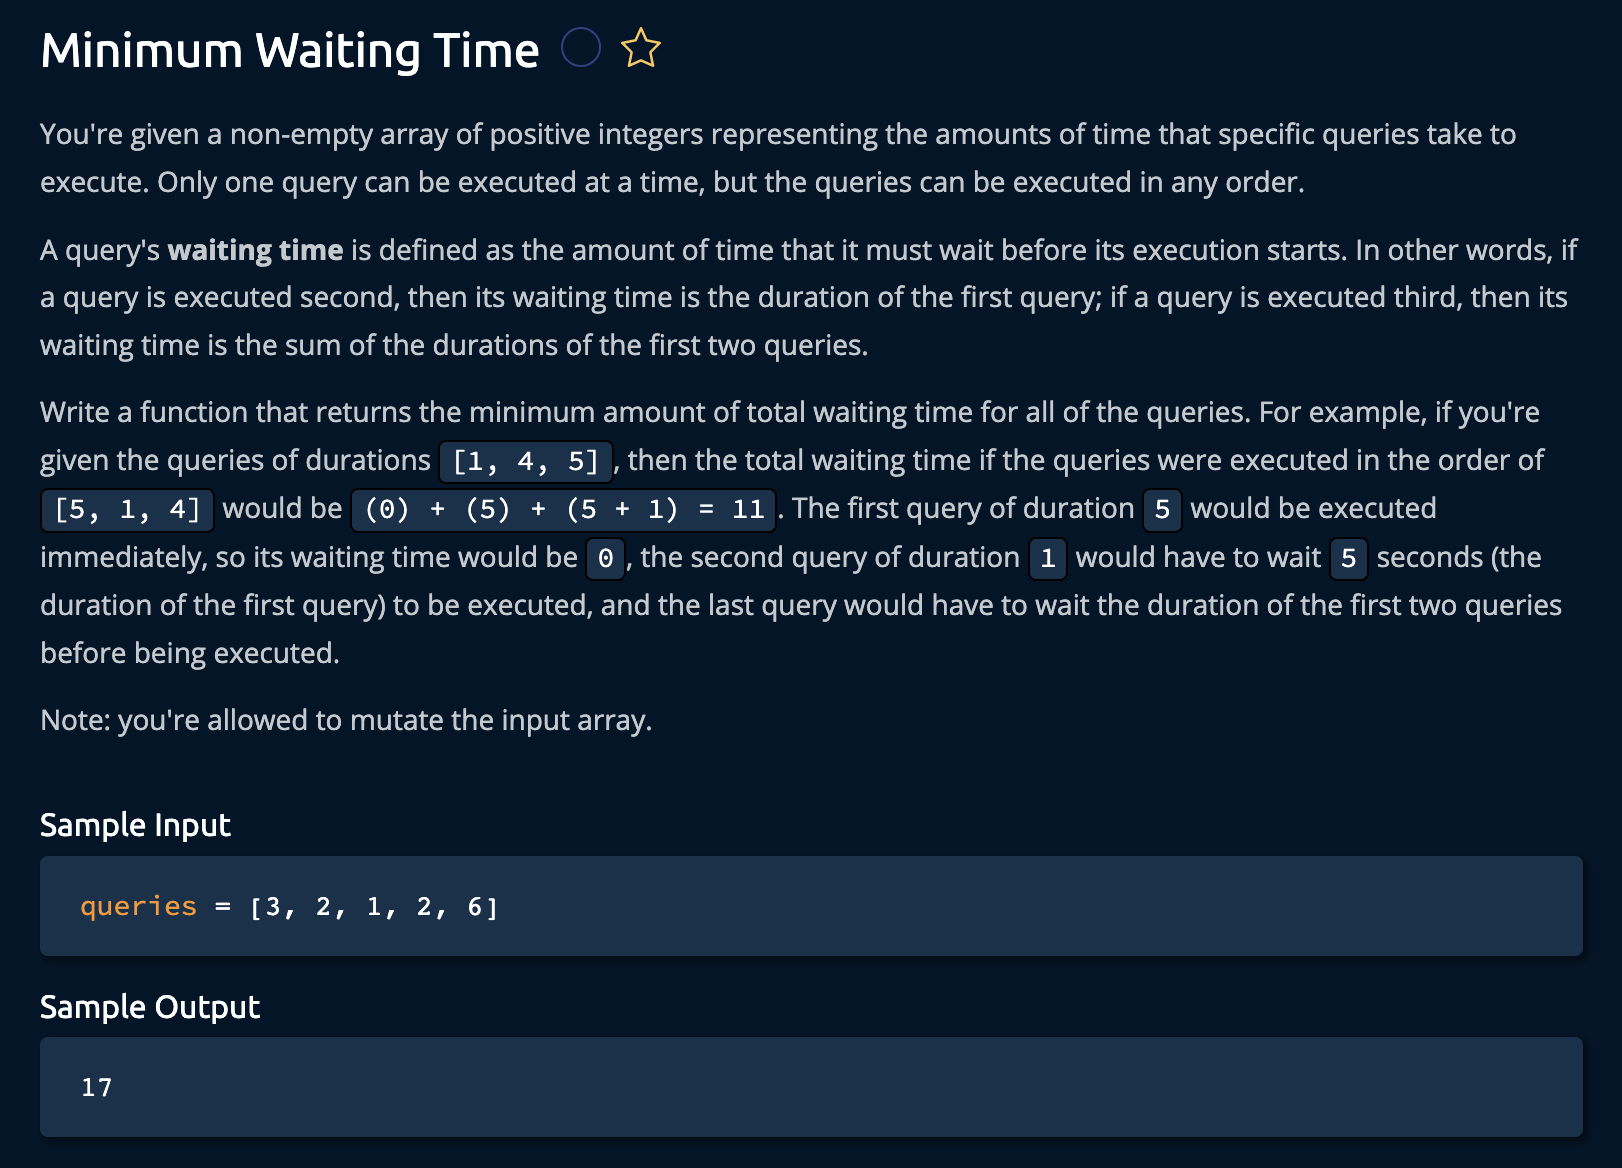 Minimum Waiting Time
You're given a non-empty array of positive integers representing the amounts of time that specific queries take to
execute. Only one query can be executed at a time, but the queries can be executed in any order.
A query's waiting time is defined as the amount of time that it must wait before its execution starts. In other words, if
a query is executed second, then its waiting time is the duration of the first query; if a query is executed third, then its
waiting time is the sum of the durations of the first two queries.
Write a function that returns the minimum amount of total waiting time for all of the queries. For example, if you're
given the queries of durations [1, 4, 5], then the total waiting time if the queries were executed in the order of
[5, 1, 4] would be (0) + (5) + (5 + 1) = 11. The first query of duration 5 would be executed
immediately, so its waiting time would be 0, the second query of duration 1 would have to wait 5 seconds (the
duration of the first query) to be executed, and the last query would have to wait the duration of the first two queries
before being executed.
Note: you're allowed to mutate the input array.
Sample Input
queries = [3, 2, 1, 2, 6]
Sample Output
17